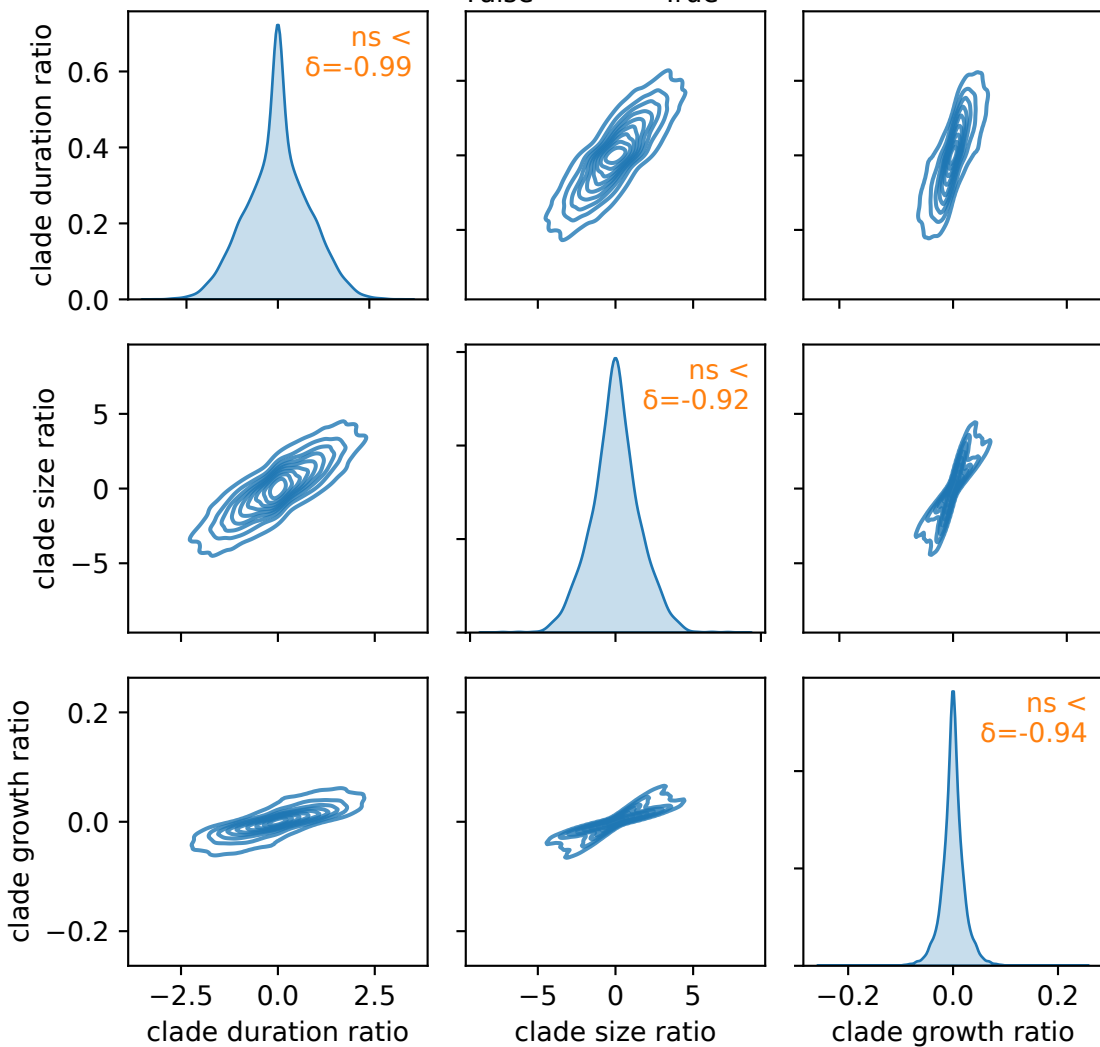 True
clade duration ratio
0.6
0.4
0.2
0.0
ns <
δ=-0.99
clade size ratio
5
0
−5
ns <
δ=-0.92
clade growth ratio
0.2
0.0
−0.2
ns <
δ=-0.94
−2.5 0.0 2.5 −5 0 5 −0.2 0.0 0.2
clade duration ratio clade size ratio clade growth ratio